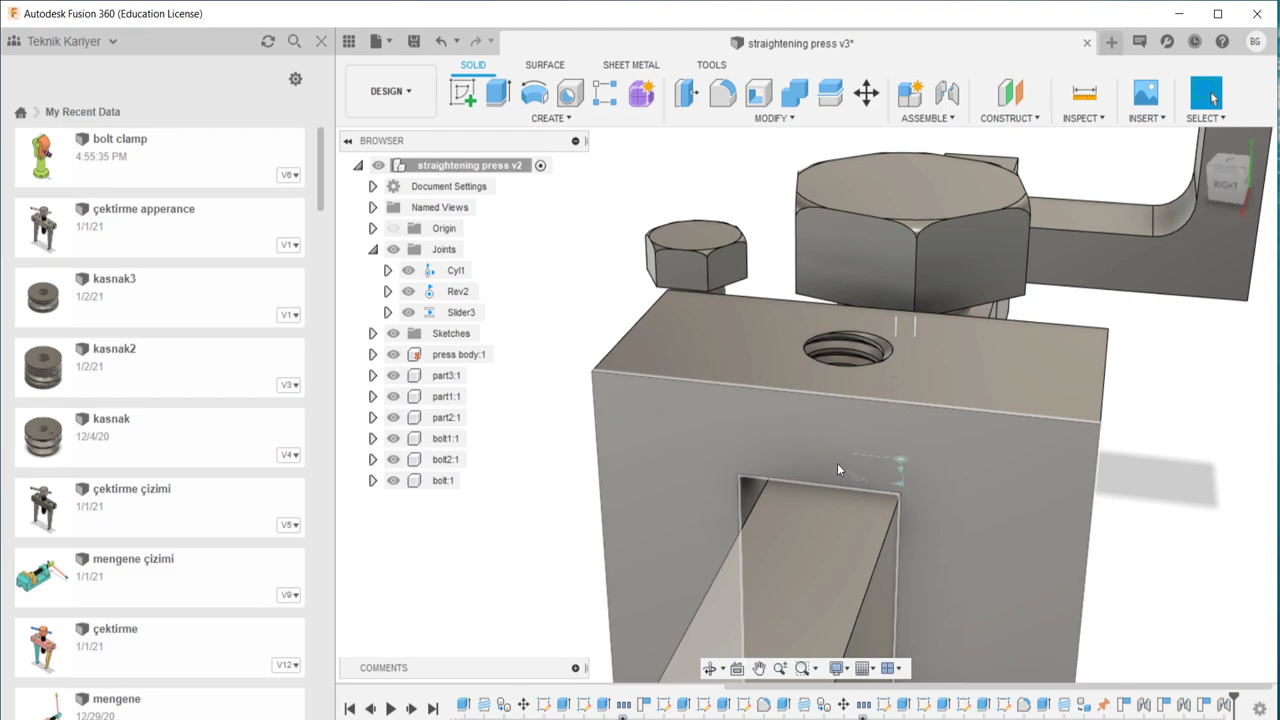 Autodesk Fusion 360 (Education License)
Teknik Kariyer
straightening press v3*
BG
My Recent Data
bolt clamp
4:55:35 PM
V6
çektirme apperance
1/1/21
V1
kasnak3
1/2/21
V1
kasnak2
1/2/21
V3
kasnak
12/4/20
V4
çektirme çizimi
1/1/21
V5
mengene çizimi
1/1/21
V9
çektirme
1/1/21
V12
mengene
12/29/20
DESIGN
SOLID SURFACE SHEET METAL TOOLS
CREATE MODIFY ASSEMBLE CONSTRUCT INSPECT INSERT SELECT
BROWSER
straightening press v2
Document Settings
Named Views
Origin
Joints
Cyl1
Rev2
Slider3
Sketches
press body:1
part3:1
part1:1
part2:1
bolt1:1
bolt2:1
bolt:1
RIGHT
COMMENTS